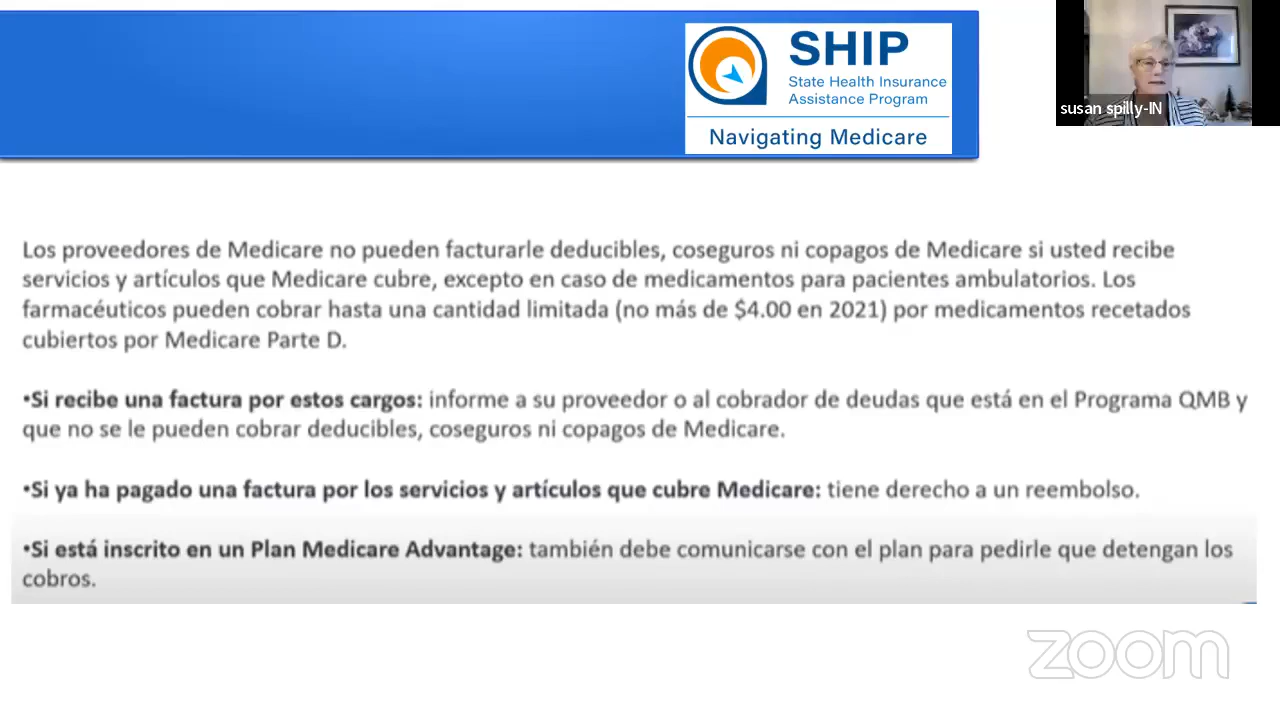 SHIP
State Health Insurance
Assistance Program
Navigating Medicare
susan spilly-IN
Los proveedores de Medicare no pueden facturarle deducibles, coseguros ni copagos de Medicare si usted recibe
servicios y artículos que Medicare cubre, excepto en caso de medicamentos para pacientes ambulatorios. Los
farmacéuticos pueden cobrar hasta una cantidad limitada (no más de $4.00 en 2021) por medicamentos recetados
cubiertos por Medicare Parte D.
•Si recibe una factura por estos cargos: informe a su proveedor o al cobrador de deudas que está en el Programa QMB y
que no se le pueden cobrar deducibles, coseguros ni copagos de Medicare.
•Si ya ha pagado una factura por los servicios y artículos que cubre Medicare: tiene derecho a un reembolso.
•Si está inscrito en un Plan Medicare Advantage: también debe comunicarse con el plan para pedirle que detengan los
cobros.
zoom